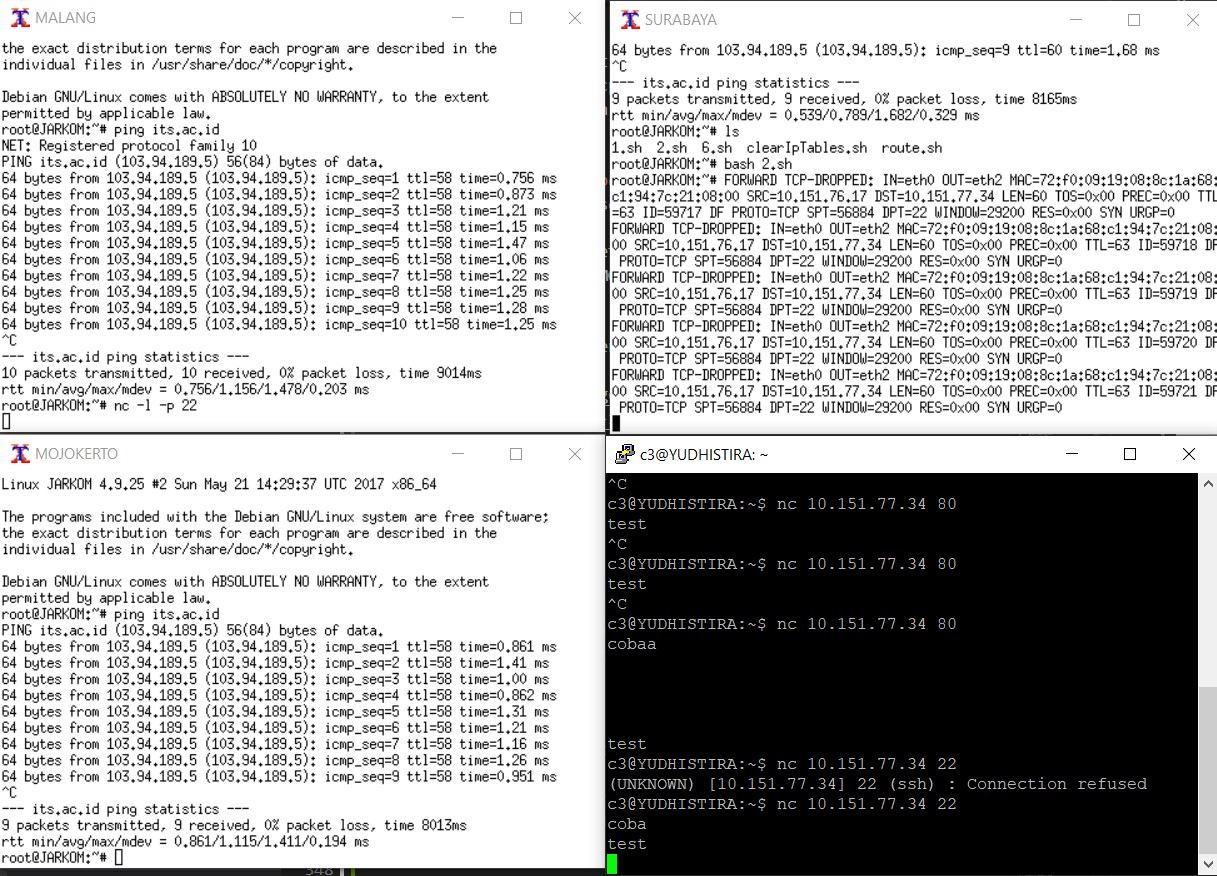 MALANG
the exact distribution terms for each program are described in the
individual files in /usr/share/doc/*/copyright.
Debian GNU/Linux comes with ABSOLUTELY NO WARRANTY, to the extent
permitted by applicable law.
root@JARKOM:~# ping its.ac.id
NET: Registered protocol family 10
PING its.ac.id (103.94.189.5) 56(84) bytes of data.
64 bytes from 103.94.189.5 (103.94.189.5): icmp_seq=1 ttl=58 time=0.756 ms
64 bytes from 103.94.189.5 (103.94.189.5): icmp_seq=2 ttl=58 time=0.873 ms
64 bytes from 103.94.189.5 (103.94.189.5): icmp_seq=3 ttl=58 time=1.21 ms
64 bytes from 103.94.189.5 (103.94.189.5): icmp_seq=4 ttl=58 time=1.15 ms
64 bytes from 103.94.189.5 (103.94.189.5): icmp_seq=5 ttl=58 time=1.47 ms
64 bytes from 103.94.189.5 (103.94.189.5): icmp_seq=6 ttl=58 time=1.06 ms
64 bytes from 103.94.189.5 (103.94.189.5): icmp_seq=7 ttl=58 time=1.22 ms
64 bytes from 103.94.189.5 (103.94.189.5): icmp_seq=8 ttl=58 time=1.25 ms
64 bytes from 103.94.189.5 (103.94.189.5): icmp_seq=9 ttl=58 time=1.28 ms
64 bytes from 103.94.189.5 (103.94.189.5): icmp_seq=10 ttl=58 time=1.25 ms
^C
--- its.ac.id ping statistics ---
10 packets transmitted, 10 received, 0% packet loss, time 9014ms
rtt min/avg/max/mdev = 0.756/1.156/1.478/0.203 ms
root@JARKOM:~# nc -l -p 22
SURABAYA
64 bytes from 103.94.189.5 (103.94.189.5): icmp_seq=9 ttl=60 time=1.68 ms
^C
--- its.ac.id ping statistics ---
9 packets transmitted, 9 received, 0% packet loss, time 8165ms
rtt min/avg/max/mdev = 0.539/0.789/1.682/0.329 ms
root@JARKOM:~# ls
1.sh  2.sh  6.sh  clearIpTables.sh  route.sh
root@JARKOM:~# bash 2.sh
root@JARKOM:~# FORWARD TCP-DROPPED: IN=eth0 OUT=eth2 MAC=72:f0:09:19:08:8c:1a:68:
c1:94:7c:21:08:00 SRC=10.151.76.17 DST=10.151.77.34 LEN=60 TOS=0x00 PREC=0x00 TTL
=63 ID=59717 DF PROTO=TCP SPT=56884 DPT=22 WINDOW=29200 RES=0x00 SYN URGP=0
FORWARD TCP-DROPPED: IN=eth0 OUT=eth2 MAC=72:f0:09:19:08:8c:1a:68:c1:94:7c:21:08:
00 SRC=10.151.76.17 DST=10.151.77.34 LEN=60 TOS=0x00 PREC=0x00 TTL=63 ID=59718 DF
PROTO=TCP SPT=56884 DPT=22 WINDOW=29200 RES=0x00 SYN URGP=0
FORWARD TCP-DROPPED: IN=eth0 OUT=eth2 MAC=72:f0:09:19:08:8c:1a:68:c1:94:7c:21:08:
00 SRC=10.151.76.17 DST=10.151.77.34 LEN=60 TOS=0x00 PREC=0x00 TTL=63 ID=59719 DF
PROTO=TCP SPT=56884 DPT=22 WINDOW=29200 RES=0x00 SYN URGP=0
FORWARD TCP-DROPPED: IN=eth0 OUT=eth2 MAC=72:f0:09:19:08:8c:1a:68:c1:94:7c:21:08:
00 SRC=10.151.76.17 DST=10.151.77.34 LEN=60 TOS=0x00 PREC=0x00 TTL=63 ID=59720 DF
PROTO=TCP SPT=56884 DPT=22 WINDOW=29200 RES=0x00 SYN URGP=0
FORWARD TCP-DROPPED: IN=eth0 OUT=eth2 MAC=72:f0:09:19:08:8c:1a:68:c1:94:7c:21:08:
00 SRC=10.151.76.17 DST=10.151.77.34 LEN=60 TOS=0x00 PREC=0x00 TTL=63 ID=59721 DF
PROTO=TCP SPT=56884 DPT=22 WINDOW=29200 RES=0x00 SYN URGP=0
MOJOKERTO
Linux JARKOM 4.9.25 #2 Sun May 21 14:29:37 UTC 2017 x86_64
The programs included with the Debian GNU/Linux system are free software;
the exact distribution terms for each program are described in the
individual files in /usr/share/doc/*/copyright.
Debian GNU/Linux comes with ABSOLUTELY NO WARRANTY, to the extent
permitted by applicable law.
root@JARKOM:~# ping its.ac.id
PING its.ac.id (103.94.189.5) 56(84) bytes of data.
64 bytes from 103.94.189.5 (103.94.189.5): icmp_seq=1 ttl=58 time=0.861 ms
64 bytes from 103.94.189.5 (103.94.189.5): icmp_seq=2 ttl=58 time=1.41 ms
64 bytes from 103.94.189.5 (103.94.189.5): icmp_seq=3 ttl=58 time=1.00 ms
64 bytes from 103.94.189.5 (103.94.189.5): icmp_seq=4 ttl=58 time=0.862 ms
64 bytes from 103.94.189.5 (103.94.189.5): icmp_seq=5 ttl=58 time=1.31 ms
64 bytes from 103.94.189.5 (103.94.189.5): icmp_seq=6 ttl=58 time=1.21 ms
64 bytes from 103.94.189.5 (103.94.189.5): icmp_seq=7 ttl=58 time=1.16 ms
64 bytes from 103.94.189.5 (103.94.189.5): icmp_seq=8 ttl=58 time=1.26 ms
64 bytes from 103.94.189.5 (103.94.189.5): icmp_seq=9 ttl=58 time=0.951 ms
^C
--- its.ac.id ping statistics ---
9 packets transmitted, 9 received, 0% packet loss, time 8013ms
rtt min/avg/max/mdev = 0.861/1.115/1.411/0.194 ms
root@JARKOM:~#
c3@YUDHISTIRA: ~
^C
c3@YUDHISTIRA:~$ nc 10.151.77.34 80
test
^C
c3@YUDHISTIRA:~$ nc 10.151.77.34 80
test
^C
c3@YUDHISTIRA:~$ nc 10.151.77.34 80
cobaa
test
c3@YUDHISTIRA:~$ nc 10.151.77.34 22
(UNKNOWN) [10.151.77.34] 22 (ssh) : Connection refused
c3@YUDHISTIRA:~$ nc 10.151.77.34 22
coba
test